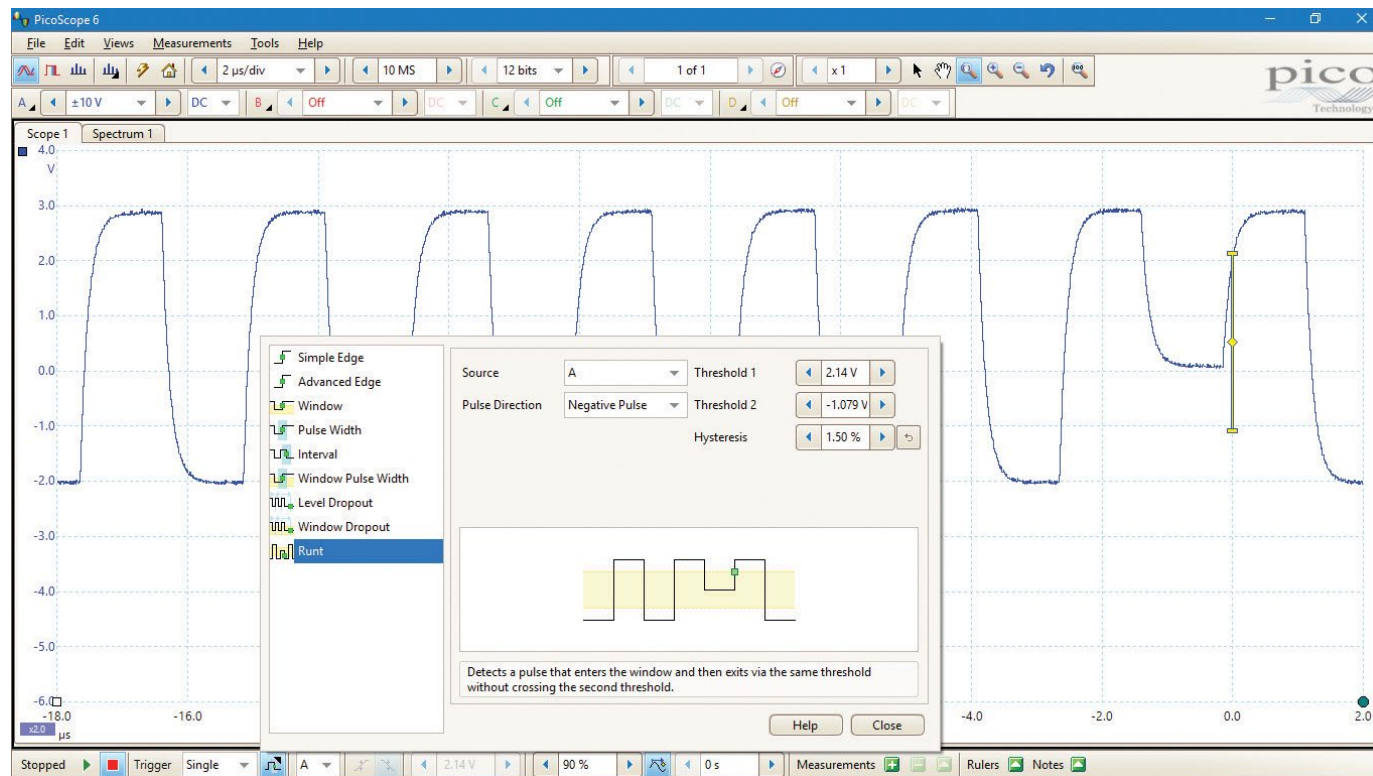 PicoScope 6
File Edit Views Measurements Tools Help
2 µs/div 10 MS 12 bits 1 of 1 x 1
pico
Technology
A ±10 V DC B Off DC C Off DC D Off DC
Scope 1 Spectrum 1
4.0
V
3.0
2.0
1.0
0.0
-1.0
-2.0
-3.0
-4.0
-5.0
-6.0
Simple Edge
Advanced Edge
Window
Pulse Width
Interval
Window Pulse Width
Level Dropout
Window Dropout
Runt
Source A Threshold 1 2.14 V
Pulse Direction Negative Pulse Threshold 2 -1.079 V
Hysteresis 1.50 %
Detects a pulse that enters the window and then exits via the same threshold
without crossing the second threshold.
Help Close
-18.0 -16.0 -4.0 -2.0 0.0 2.0
x2.0 µs
Stopped Trigger Single A 2.14 V 90 % 0 s Measurements Rulers Notes